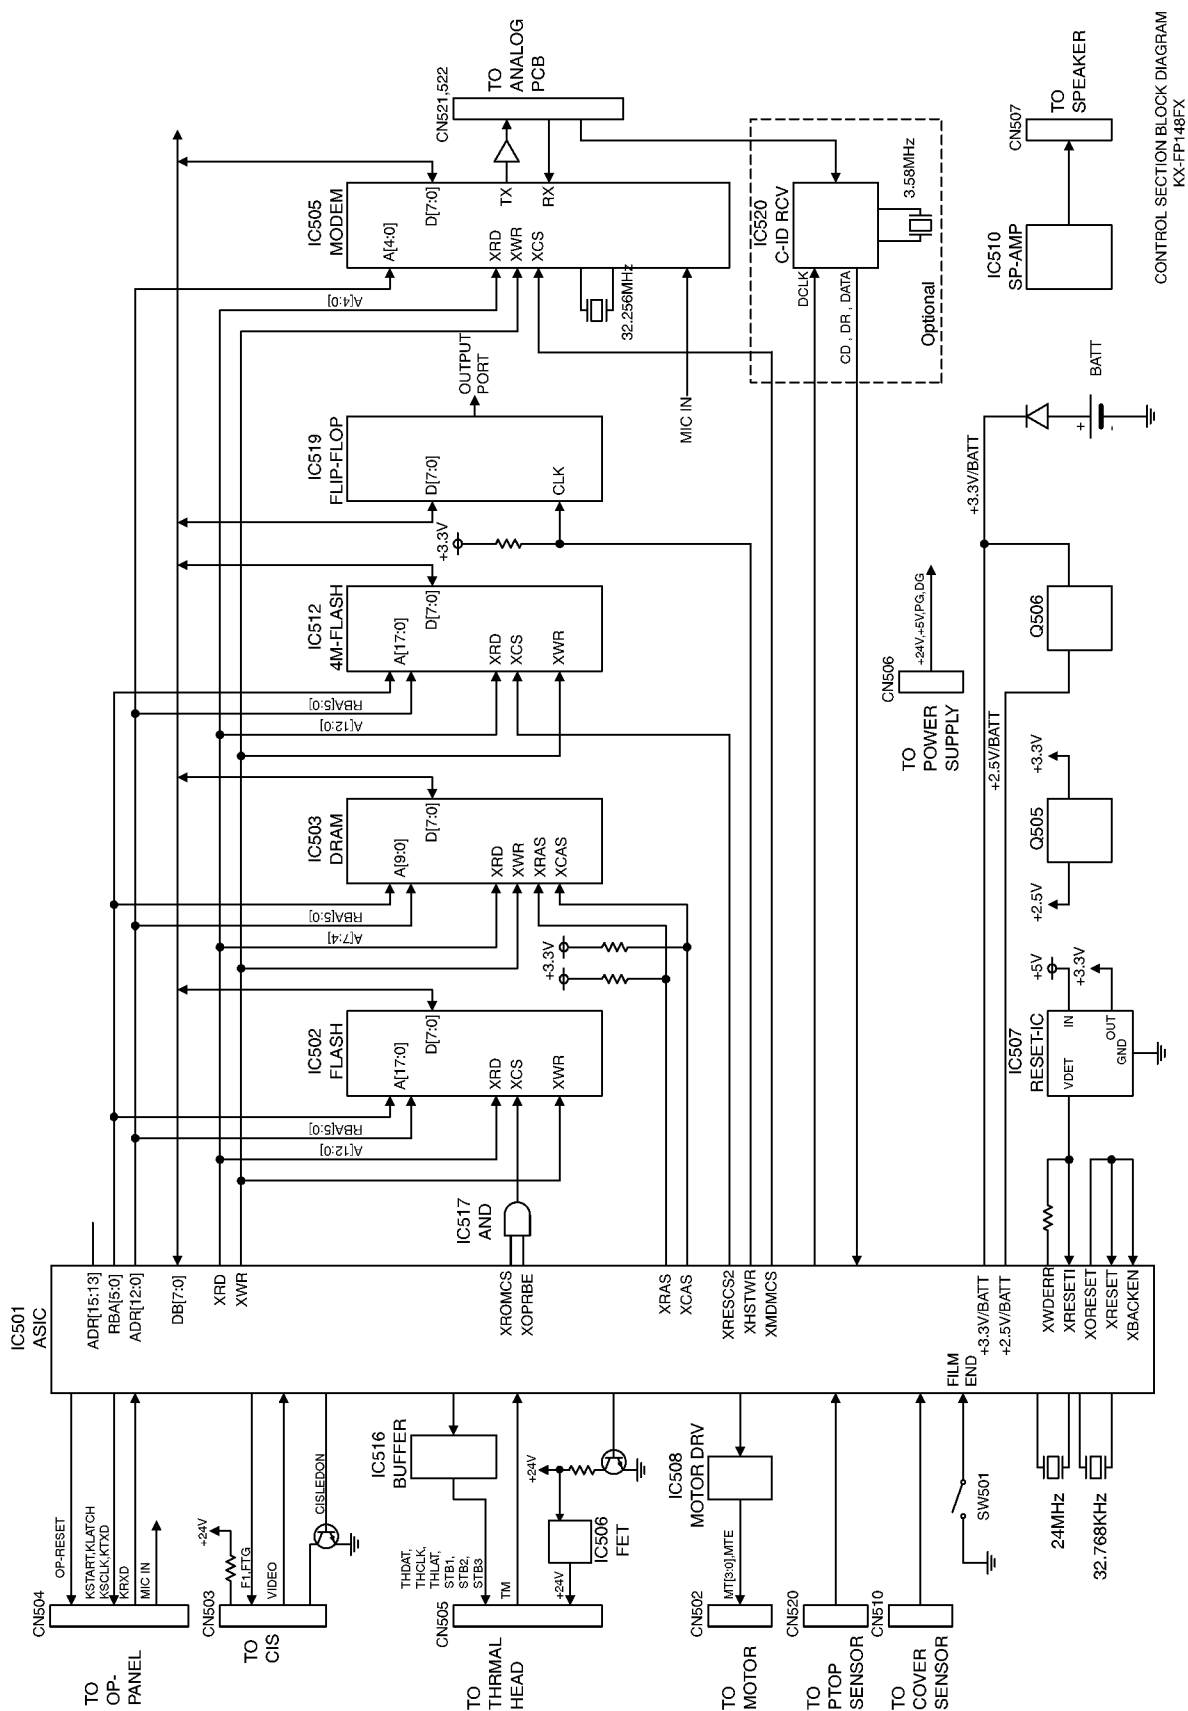 CONTROL SECTION BLOCK DIAGRAM
KX-FP148FX
IC501
ASIC
ADR[15:13]
RBA[5:0]
ADR[12:0]
DB[7:0]
XRD
XWR
XROMCS
XOPRBE
XRAS
XCAS
XRESCS2
XHSTWR
XMDMCS
+3.3V/BATT
+2.5V/BATT
XWDERR
XRESETI
XORESET
XRESET
XBACKEN
FILM
END
TO
OP-
PANEL
CN504
OP-RESET
KSTART,KLATCH
KSCLK,KTXD
KRXD
MIC IN
TO
CIS
CN503
+24V
F1,FTG
VIDEO
CISLEDON
TO
THRMAL
HEAD
CN505
THDAT,
THCLK,
THLAT,
STB1,
STB2,
STB3
TM
+24V
IC516
BUFFER
+24V
IC506
FET
TO
MOTOR
CN502
MT[3:0],MTE
IC508
MOTOR DRV
TO
PTOP
SENSOR
CN520
TO
COVER
SENSOR
CN510
SW501
24MHz
32.768KHz
IC517
AND
IC502
FLASH
A[17:0]
D[7:0]
XRD
XCS
XWR
RBA[5:0]
A[12:0]
IC503
DRAM
A[9:0]
D[7:0]
XRD
XWR
XRAS
XCAS
RBA[5:0]
A[7:4]
+3.3V
IC512
4M-FLASH
A[17:0]
D[7:0]
XRD
XCS
XWR
RBA[5:0]
A[12:0]
IC519
FLIP-FLOP
D[7:0]
CLK
+3.3V
OUTPUT
PORT
IC505
MODEM
A[4:0]
D[7:0]
XRD
XWR
XCS
TX
RX
A[4:0]
32.256MHz
MIC IN
CN521,522
TO
ANALOG
PCB
IC520
C-ID RCV
DCLK
CD , DR , DATA
3.58MHz
Optional
IC510
SP-AMP
CN507
TO
SPEAKER
TO
POWER
SUPPLY
CN506
+24V,+5V,PG,DG
+3.3V/BATT
+2.5V/BATT
BATT
+
-
Q506
Q505
+2.5V
+3.3V
IC507
RESET-IC
VDET
IN
OUT
GND
+5V
+3.3V